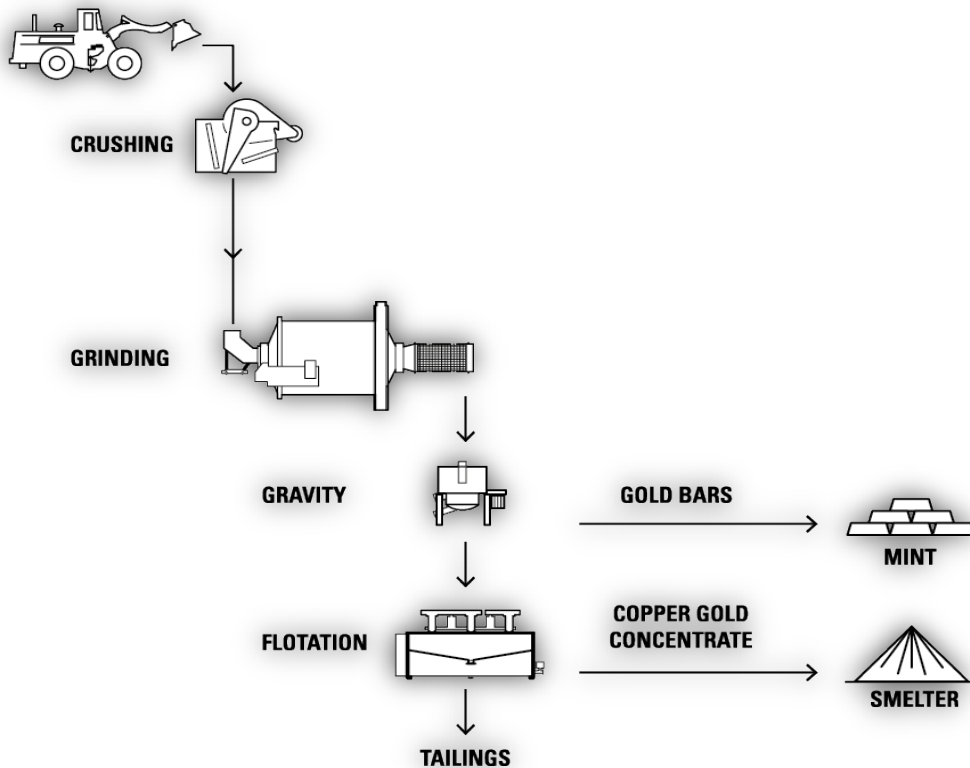 CRUSHING
GRINDING
GRAVITY
GOLD BARS
MINT
FLOTATION
COPPER GOLD
CONCENTRATE
SMELTER
TAILINGS